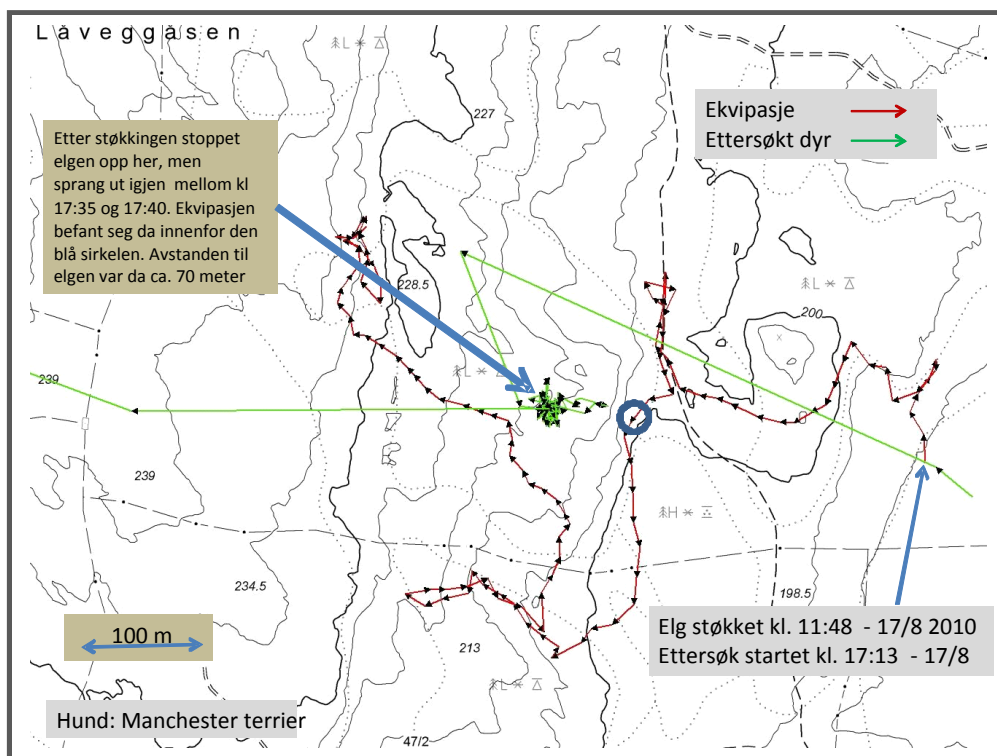 Låveggåsen
L
227
Ekvipasje
Ettersøkt dyr
Etter støkkingen stoppet
elgen opp her, men
sprang ut igjen mellom kl
17:35 og 17:40. Ekvipasjen
befant seg da innenfor den
blå sirkelen. Avstanden til
elgen var da ca. 70 meter
228.5
L
200
239
L
239
H
234.5
198.5
100 m
213
Elg støkket kl. 11:48 - 17/8 2010
Ettersøk startet kl. 17:13 - 17/8
L
Hund: Manchester terrier
47/2